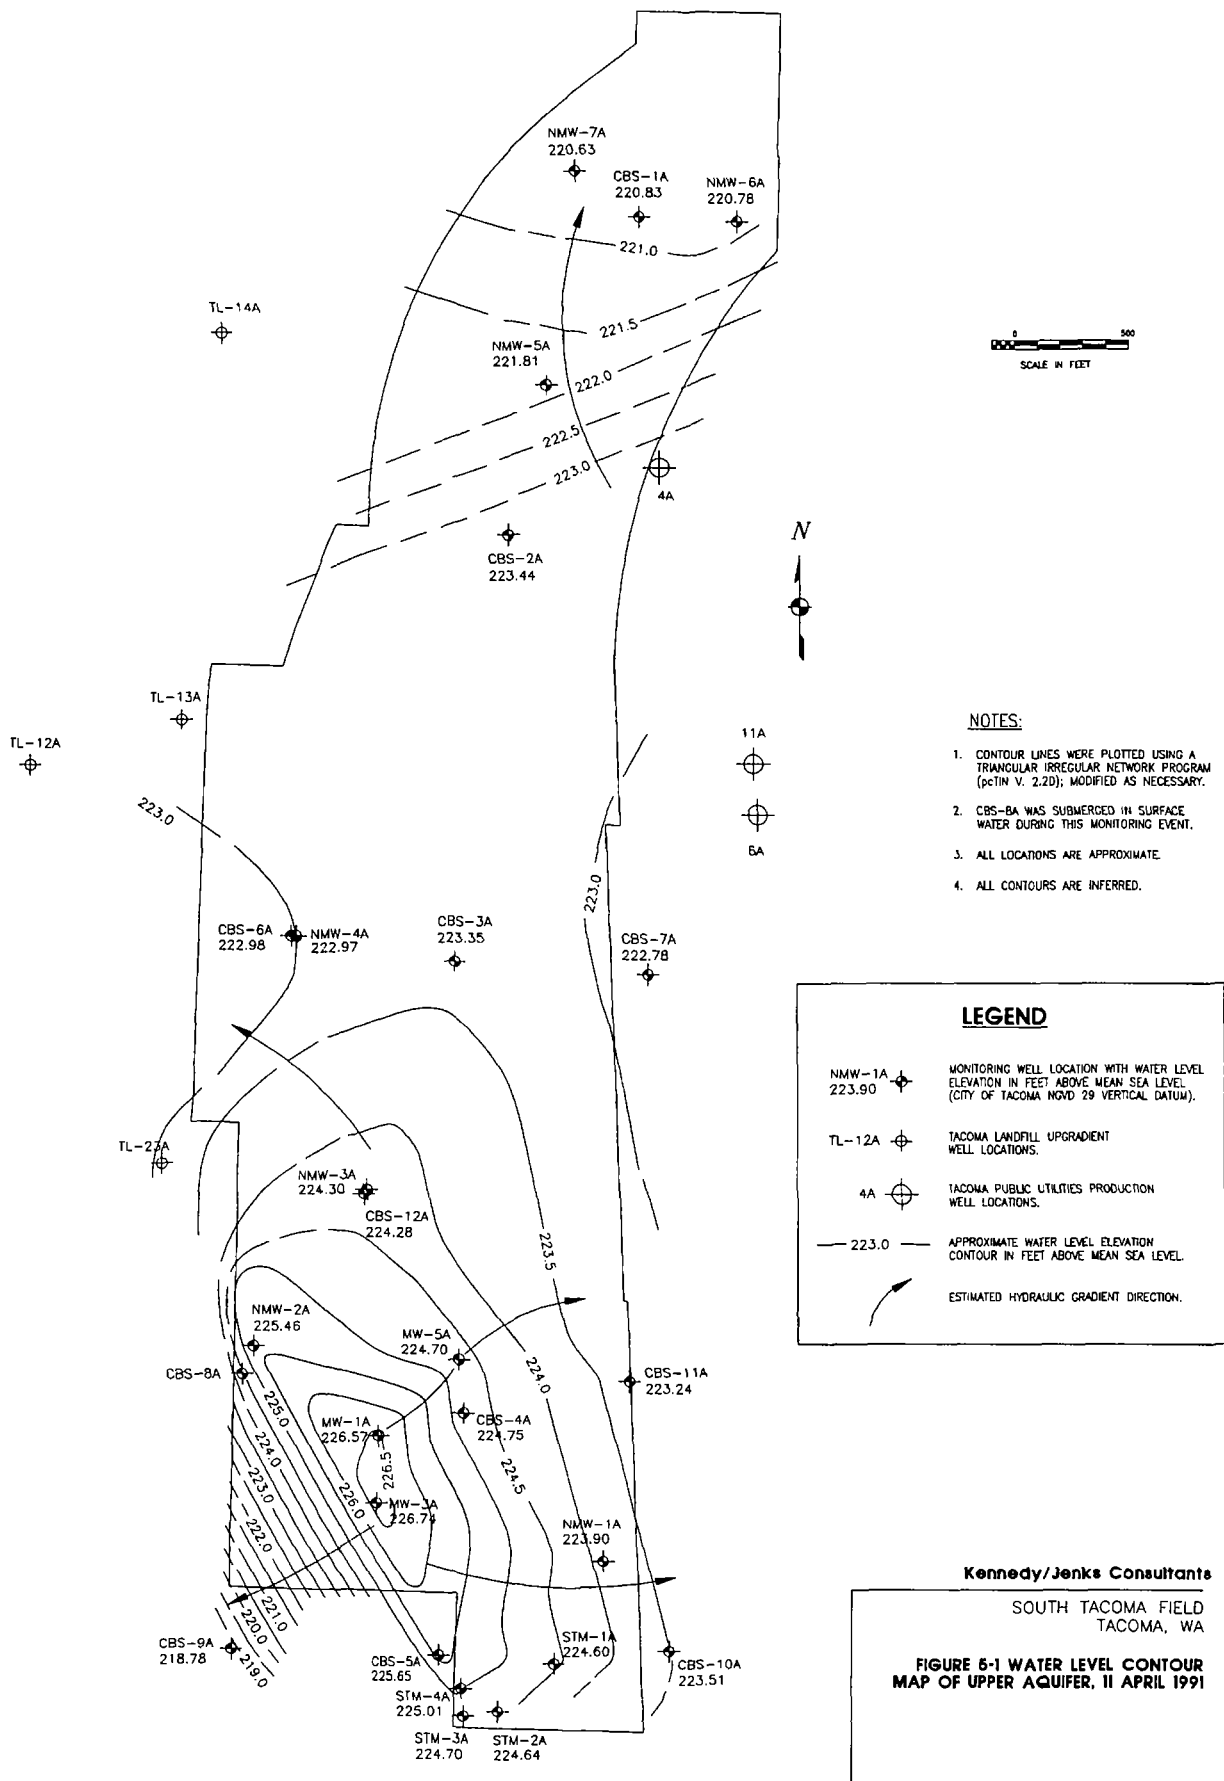 NMW-7A
220.63
CBS-1A
220.83
NMW-6A
220.78
221.0
TL-14A
221.5
NMW-5A
221.81
222.0
222.5
223.0
0 500
SCALE IN FEET
4A
CBS-2A
223.44
N
TL-13A
TL-12A
11A
6A
223.0
223.0
NOTES:
1. CONTOUR LINES WERE PLOTTED USING A
TRIANGULAR IRREGULAR NETWORK PROGRAM
(pcTIN V. 2.2D); MODIFIED AS NECESSARY.
2. CBS-8A WAS SUBMERGED IN SURFACE
WATER DURING THIS MONITORING EVENT.
3. ALL LOCATIONS ARE APPROXIMATE
4. ALL CONTOURS ARE INFERRED.
CBS-6A
222.98
NMW-4A
222.97
CBS-3A
223.35
CBS-7A
222.78
LEGEND
NMW-1A
223.90
MONITORING WELL LOCATION WITH WATER LEVEL
ELEVATION IN FEET ABOVE MEAN SEA LEVEL
(CITY OF TACOMA NGVD 29 VERTICAL DATUM).
TL-12A
TACOMA LANDFILL UPGRADIENT
WELL LOCATIONS.
4A
TACOMA PUBLIC UTILITIES PRODUCTION
WELL LOCATIONS.
223.0
APPROXIMATE WATER LEVEL ELEVATION
CONTOUR IN FEET ABOVE MEAN SEA LEVEL.
ESTIMATED HYDRAULIC GRADIENT DIRECTION.
TL-23A
NMW-3A
224.30
CBS-12A
224.28
223.5
NMW-2A
225.46
CBS-8A
MW-5A
224.70
224.0
CBS-11A
223.24
225.0
MW-1A
226.57
CBS-4A
224.75
224.0
226.5
224.5
223.0
226.0
MW-3A
226.74
222.0
NMW-1A
223.90
221.0
220.0
219.0
CBS-9A
218.78
CBS-5A
225.65
STM-1A
224.60
CBS-10A
223.51
STM-4A
225.01
STM-3A
224.70
STM-2A
224.64
Kennedy/Jenks Consultants
SOUTH TACOMA FIELD
TACOMA, WA
FIGURE 6-1 WATER LEVEL CONTOUR
MAP OF UPPER AQUIFER, 11 APRIL 1991